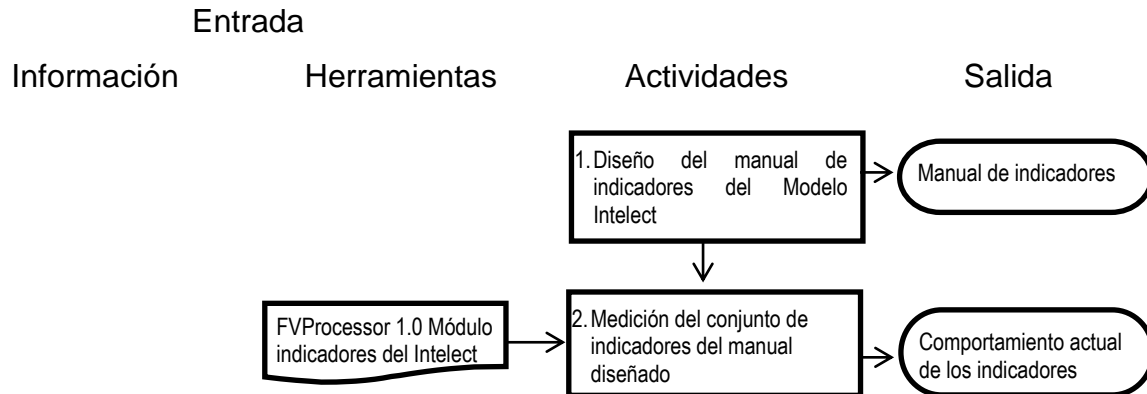 Entrada
Información Herramientas Actividades Salida
1. Diseño del manual de
indicadores del Modelo
Intelect
Manual de indicadores
FVProcessor 1.0 Módulo
indicadores del Intelect
2. Medición del conjunto de
indicadores del manual
diseñado
Comportamiento actual
de los indicadores